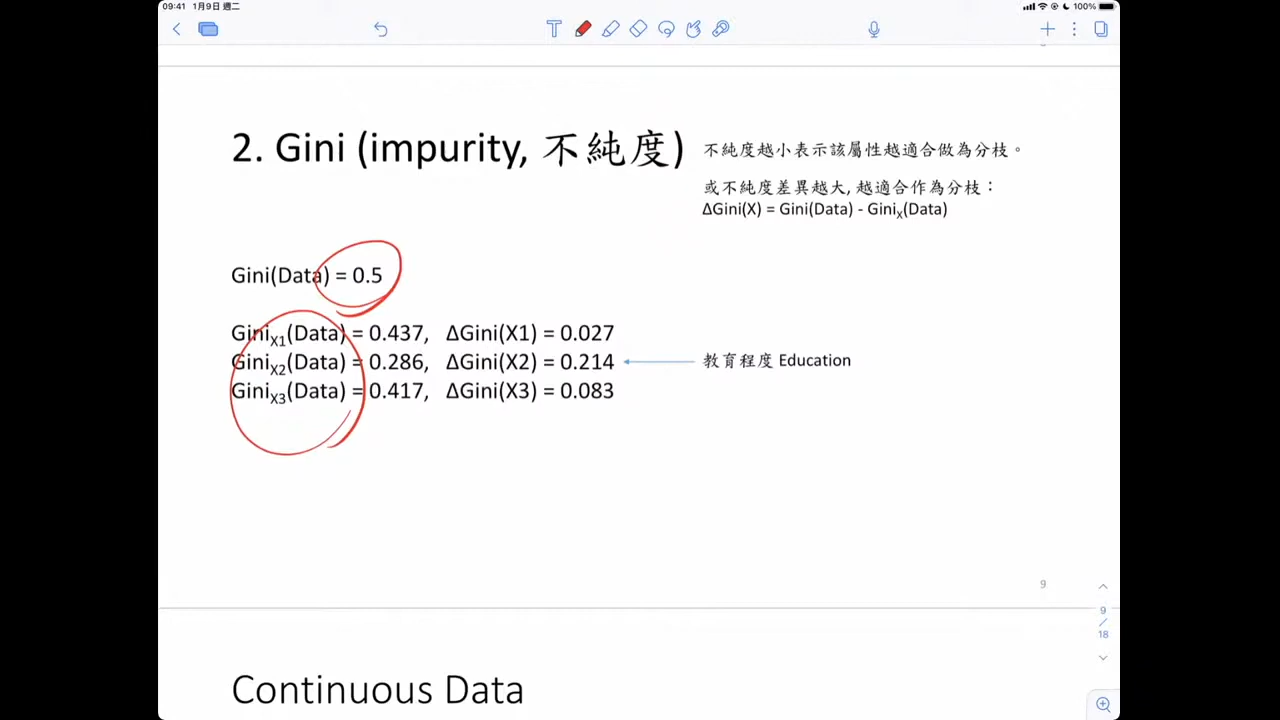 09:41 1月9日 週二
100%
2. Gini (impurity, 不純度)
不純度越小表示該屬性越適合做為分枝。
或不純度差異越大, 越適合作為分枝：
ΔGini(X) = Gini(Data) - Giniₓ(Data)
Gini(Data) = 0.5
Gini_X1(Data) = 0.437, ΔGini(X1) = 0.027
Gini_X2(Data) = 0.286, ΔGini(X2) = 0.214
教育程度 Education
Gini_X3(Data) = 0.417, ΔGini(X3) = 0.083
9
9
/
18
Continuous Data